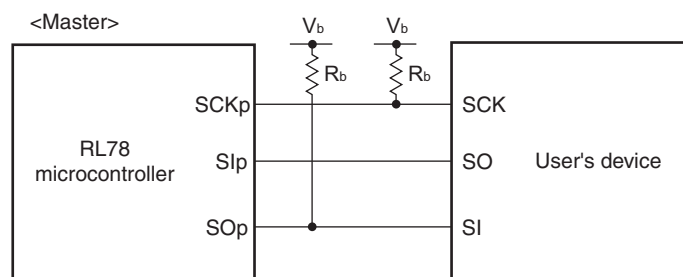 <Master>
Vb
Vb
Rb
Rb
SCKp
SCK
RL78
microcontroller
SIp
SO
User's device
SOp
SI